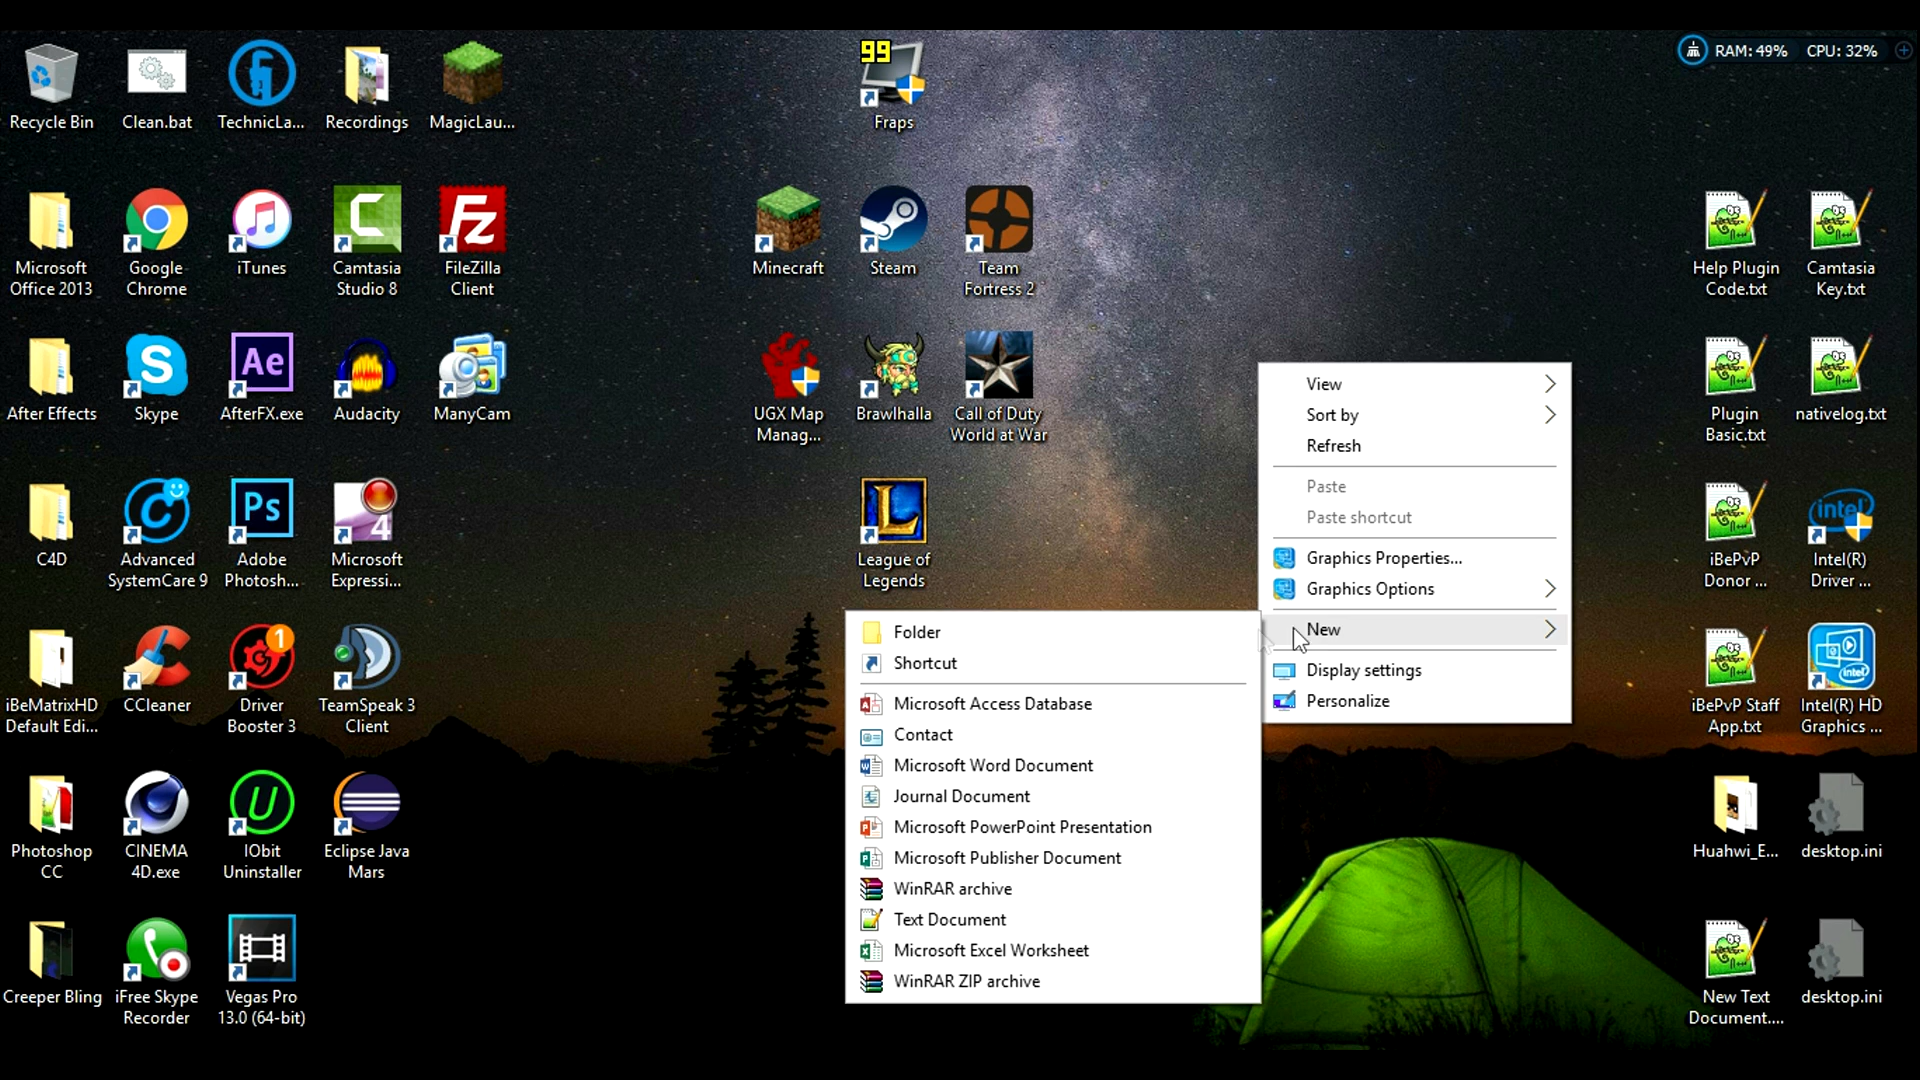 99
RAM: 49% CPU: 32%
Recycle Bin
Clean.bat
TechnicLa...
Recordings
MagicLau...
Fraps
Microsoft
Office 2013
Google
Chrome
iTunes
C
Camtasia
Studio 8
Fz
FileZilla
Client
Minecraft
Steam
Team
Fortress 2
Help Plugin
Code.txt
Camtasia
Key.txt
After Effects
S
Skype
Ae
AfterFX.exe
Audacity
ManyCam
UGX Map
Manag...
Brawlhalla
Call of Duty
World at War
Plugin
Basic.txt
nativelog.txt
C4D
C
Advanced
SystemCare 9
Ps
Adobe
Photosh...
4
Microsoft
Expressi...
L
League of
Legends
iBePvP
Donor ...
intel
Intel(R)
Driver ...
iBeMatrixHD
Default Edi...
CCleaner
1
Driver
Booster 3
TeamSpeak 3
Client
iBePvP Staff
App.txt
intel
Intel(R) HD
Graphics ...
Photoshop
CC
CINEMA
4D.exe
U
IObit
Uninstaller
Eclipse Java
Mars
Huahwi_E...
desktop.ini
Creeper Bling
iFree Skype
Recorder
Vegas Pro
13.0 (64-bit)
New Text
Document....
desktop.ini
View
Sort by
Refresh
Paste
Paste shortcut
Graphics Properties...
Graphics Options
New
Display settings
Personalize
Folder
Shortcut
Microsoft Access Database
Contact
Microsoft Word Document
Journal Document
Microsoft PowerPoint Presentation
Microsoft Publisher Document
WinRAR archive
Text Document
Microsoft Excel Worksheet
WinRAR ZIP archive